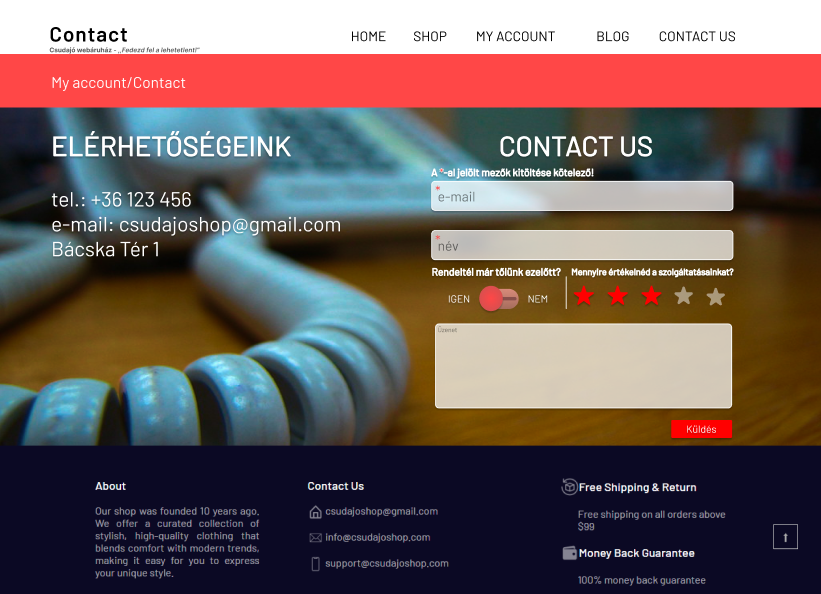 Contact
Csudajó webáruház - ,,Fedezd fel a lehetetlent!
HOME SHOP MY ACCOUNT BLOG CONTACT US
My account/Contact
ELÉRHETŐSÉGEINK
tel.: +36 123 456
e-mail: csudajoshop@gmail.com
Bácska Tér 1
CONTACT US
A *-al jelölt mezők kitöltése kötelező!
* e-mail
* név
Rendeltél már tőlünk ezelőtt?
IGEN NEM
Mennyire értékelnéd a szolgáltatásainkat?
Üzenet
Küldés
About
Our shop was founded 10 years ago.
We offer a curated collection of
stylish, high-quality clothing that
blends comfort with modern trends,
making it easy for you to express
your unique style.
Contact Us
csudajoshop@gmail.com
info@csudajoshop.com
support@csudajoshop.com
Free Shipping & Return
Free shipping on all orders above
$99
Money Back Guarantee
100% money back guarantee